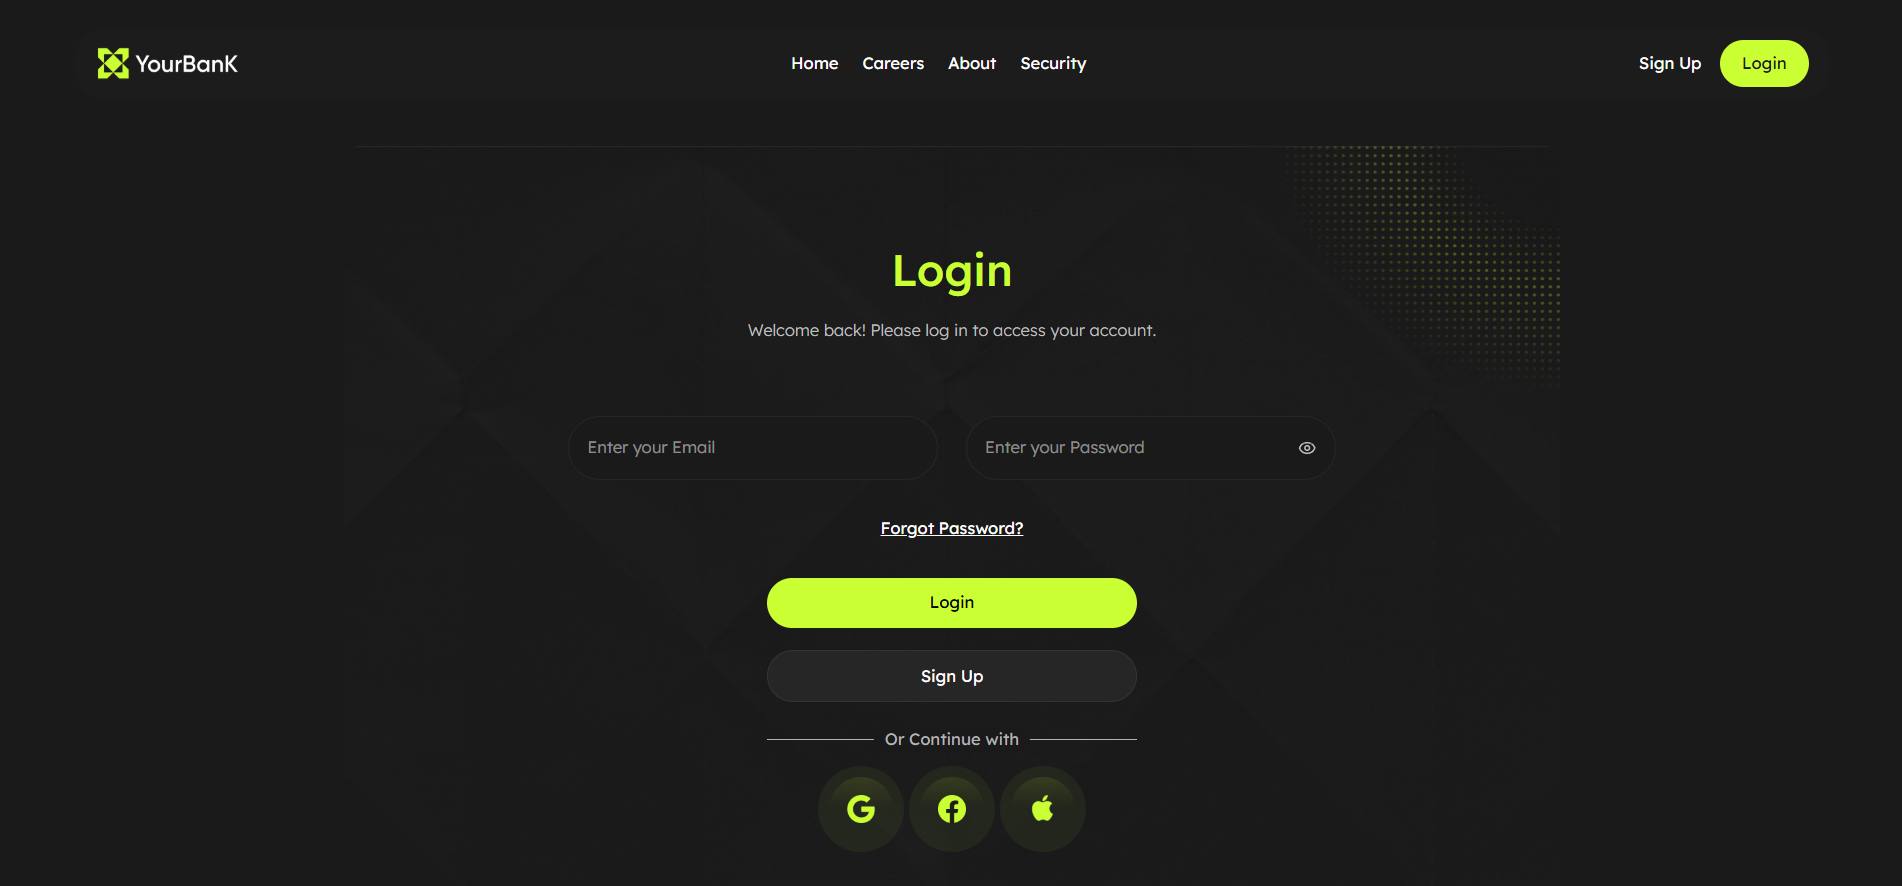 YourBanK
Home Careers About Security
Sign Up Login
Login
Welcome back! Please log in to access your account.
Enter your Email Enter your Password
Forgot Password?
Login
Sign Up
Or Continue with